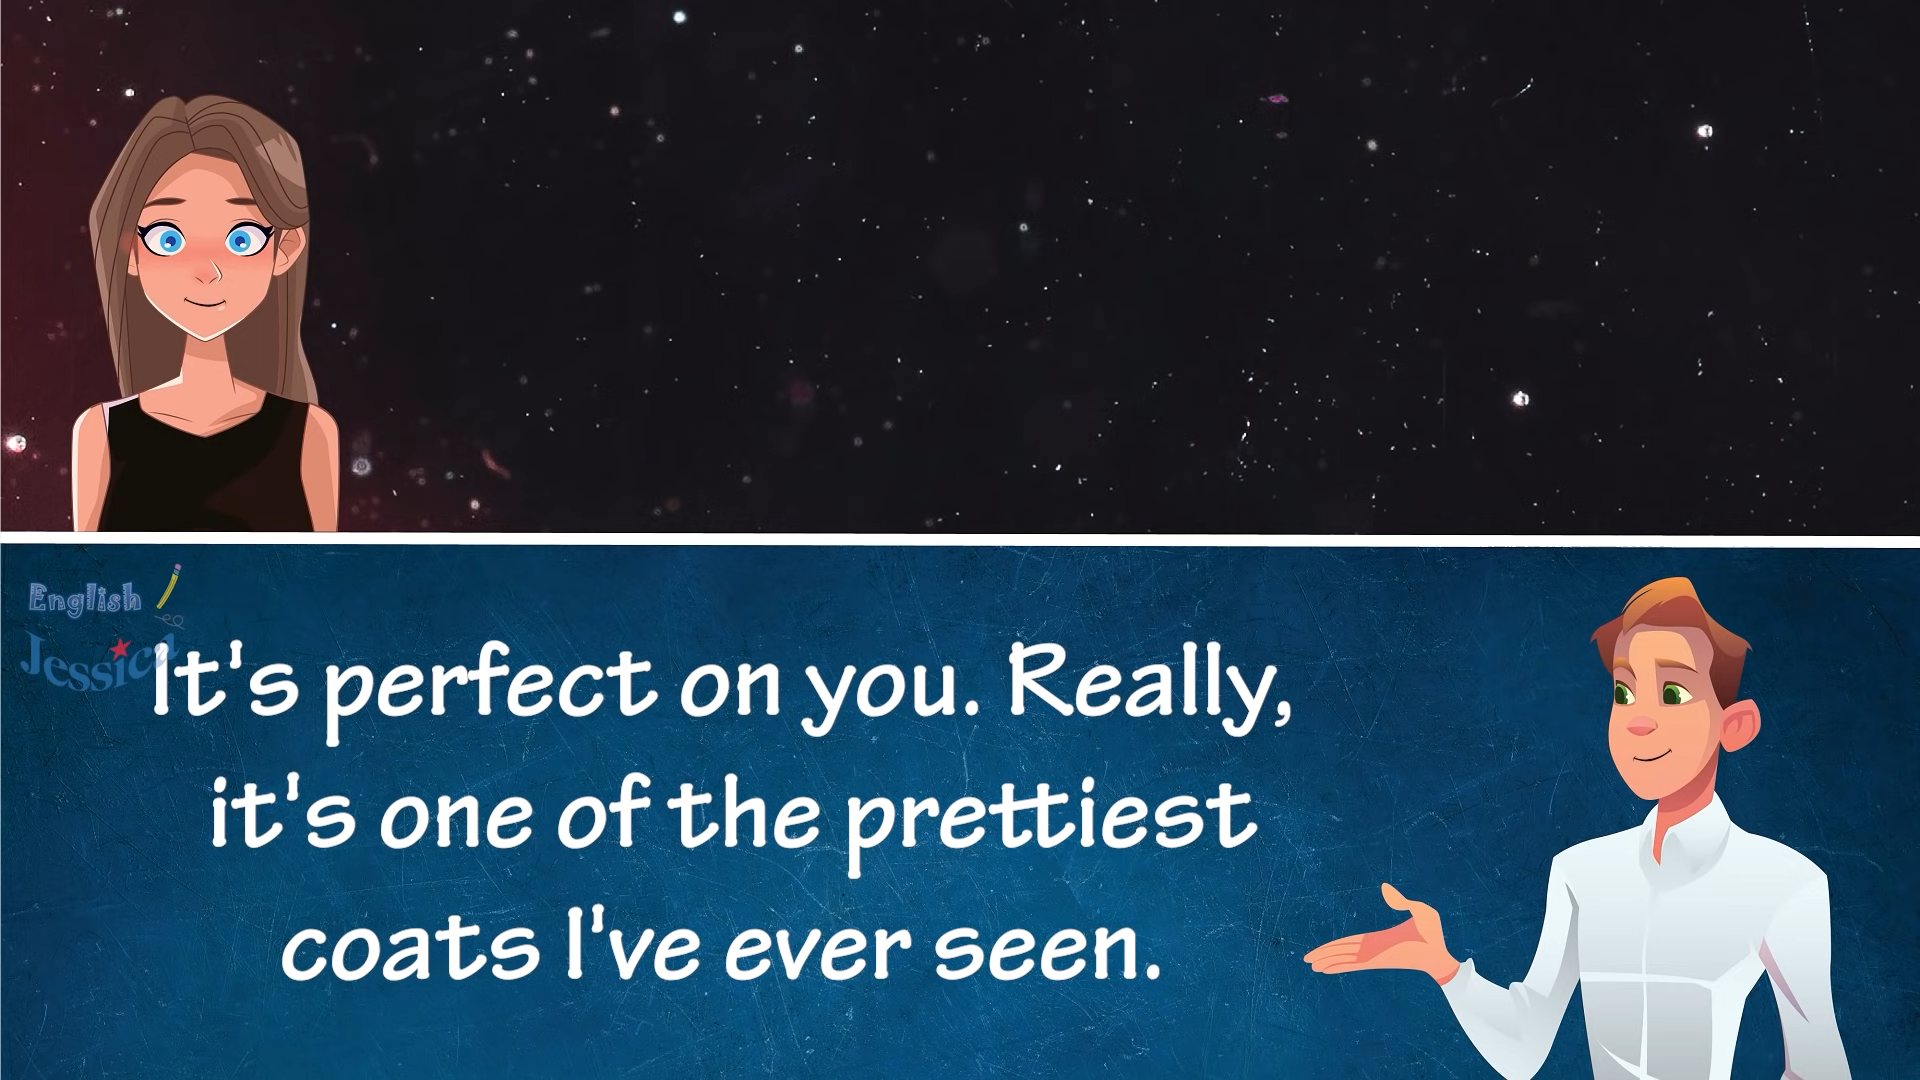 English
Jessica
It's perfect on you. Really,
it's one of the prettiest
coats I've ever seen.